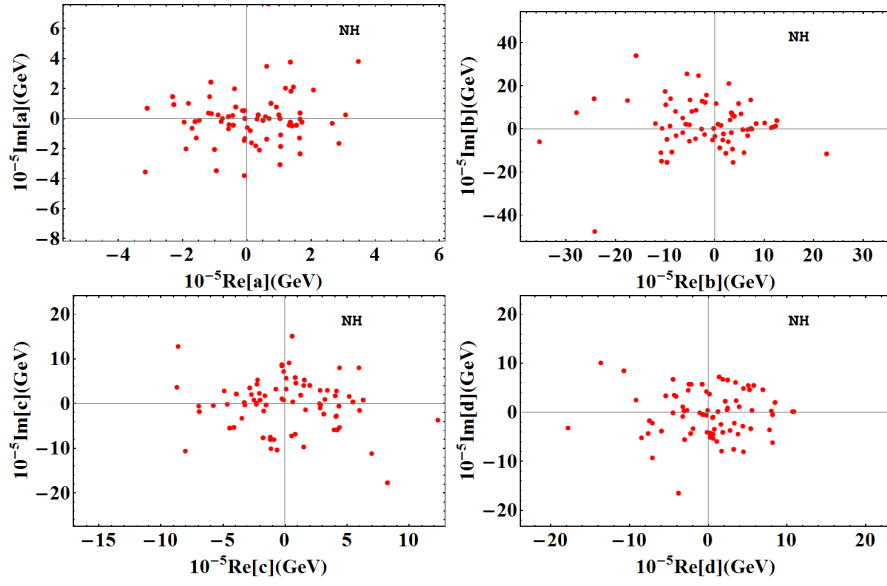 NH
10⁻⁵Im[a](GeV)
6
4
2
0
−2
−4
−6
−8
−4 −2 0 2 4 6
10⁻⁵Re[a](GeV)
NH
10⁻⁵Im[b](GeV)
40
20
0
−20
−40
−30 −20 −10 0 10 20 30
10⁻⁵Re[b](GeV)
NH
10⁻⁵Im[c](GeV)
20
10
0
−10
−20
−15 −10 −5 0 5 10
10⁻⁵Re[c](GeV)
NH
10⁻⁵Im[d](GeV)
20
10
0
−10
−20
−20 −10 0 10 20
10⁻⁵Re[d](GeV)